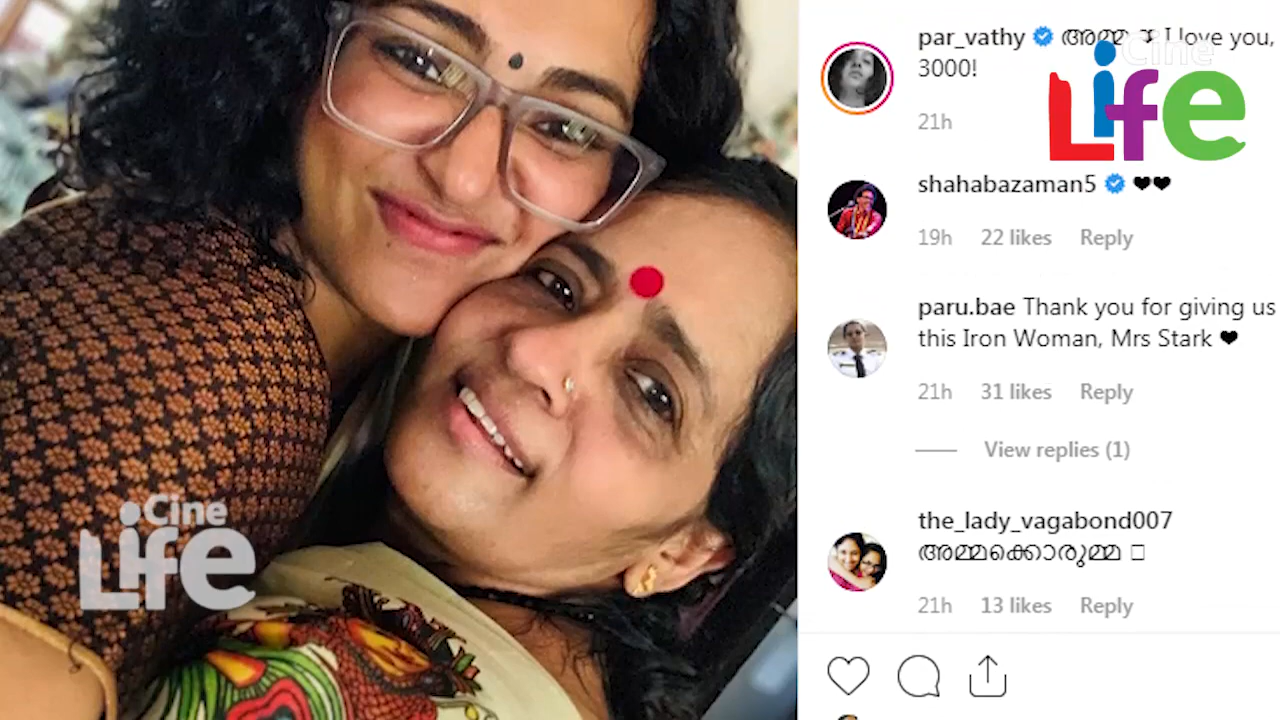 par_vathy അമ്മ I love you,
3000!
21h
Cine
LiFe
shahabazaman5 ❤❤
19h 22 likes Reply
paru.bae Thank you for giving us
this Iron Woman, Mrs Stark ❤
21h 31 likes Reply
View replies (1)
the_lady_vagabond007
അമ്മക്കൊരുമ്മ
21h 13 likes Reply
Cine
LiFe